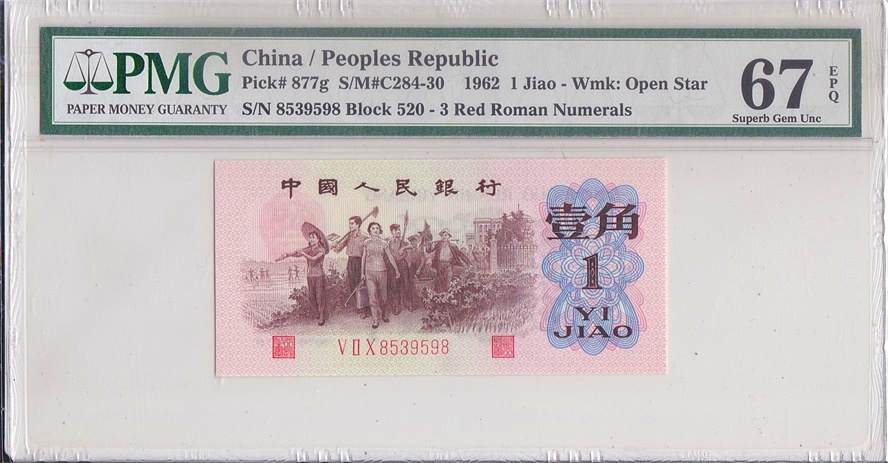 PMG
PAPER MONEY GUARANTY
China / Peoples Republic
Pick# 877g S/M#C284-30 1962 1 Jiao - Wmk: Open Star
S/N 8539598 Block 520 - 3 Red Roman Numerals
67
EPQ
Superb Gem Unc
中國人民銀行
壹角
1
YI
JIAO
VⅡX8539598